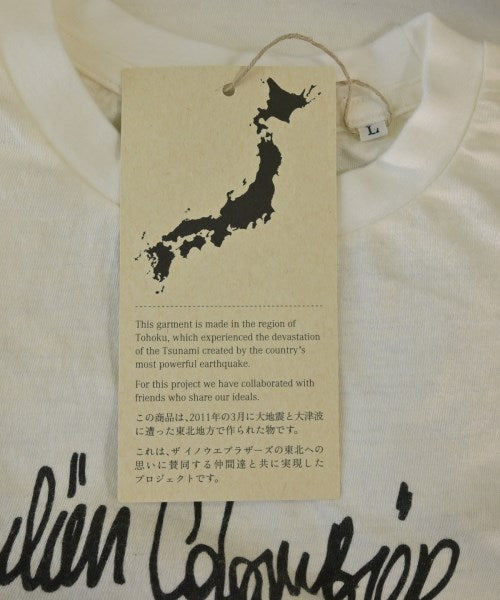 L
This garment is made in the region of
Tohoku, which experienced the devastation
of the Tsunami created by the country's
most powerful earthquake.
For this project we have collaborated with
friends who share our ideals.
この商品は、2011年の3月に大地震と大津波
に遭った東北地方で作られた物です。
これは、ザ イノウエブラザーズの東北への
思いに賛同する仲間達と共に実現した
プロジェクトです。